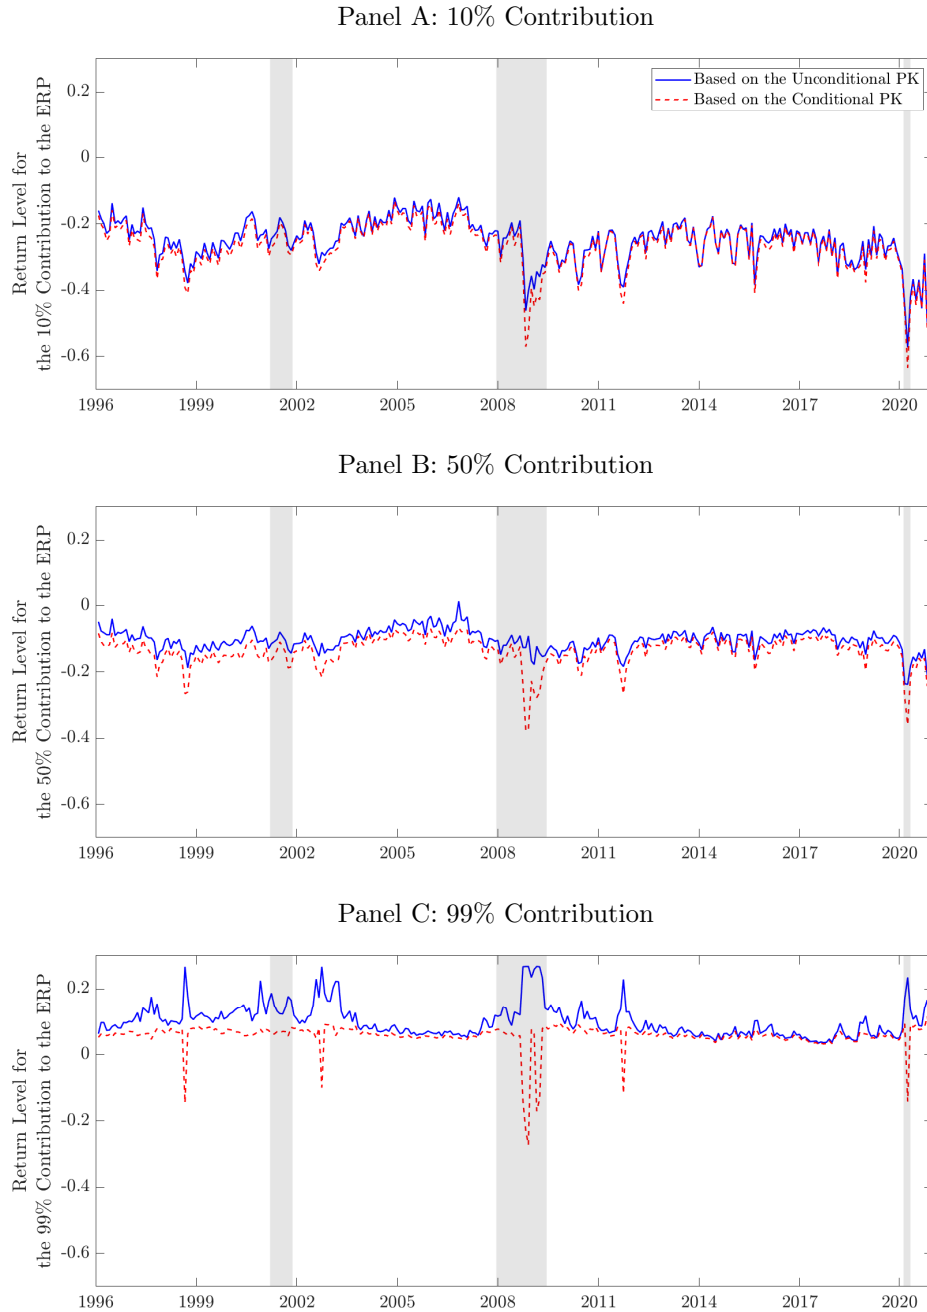 Panel A: 10% Contribution
Return Level for
the 10% Contribution to the ERP
0.2
0
-0.2
-0.4
-0.6
Based on the Unconditional PK
Based on the Conditional PK
1996 1999 2002 2005 2008 2011 2014 2017 2020
Panel B: 50% Contribution
Return Level for
the 50% Contribution to the ERP
0.2
0
-0.2
-0.4
-0.6
1996 1999 2002 2005 2008 2011 2014 2017 2020
Panel C: 99% Contribution
Return Level for
the 99% Contribution to the ERP
0.2
0
-0.2
-0.4
-0.6
1996 1999 2002 2005 2008 2011 2014 2017 2020